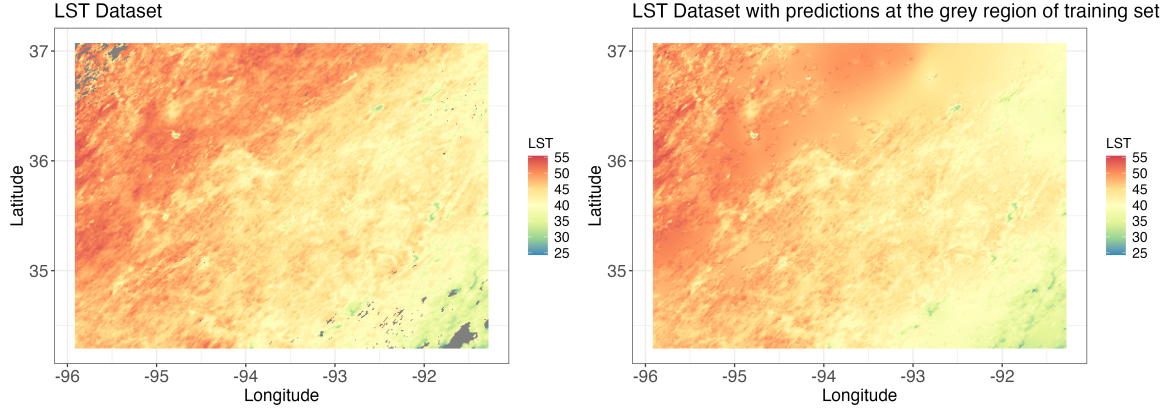 LST Dataset
37
36
35
Latitude
-96 -95 -94 -93 -92
Longitude
LST
55
50
45
40
35
30
25
LST Dataset with predictions at the grey region of training set
37
36
35
Latitude
-96 -95 -94 -93 -92
Longitude
LST
55
50
45
40
35
30
25